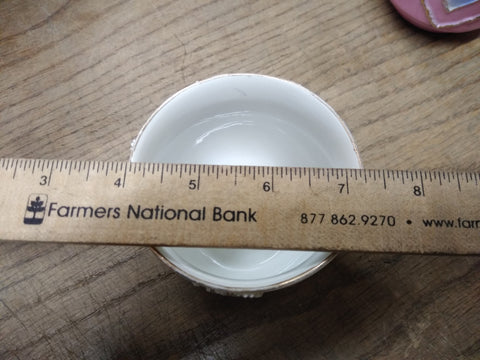 3 4 5 6 7 8
Farmers National Bank 877 862.9270 • www.farm